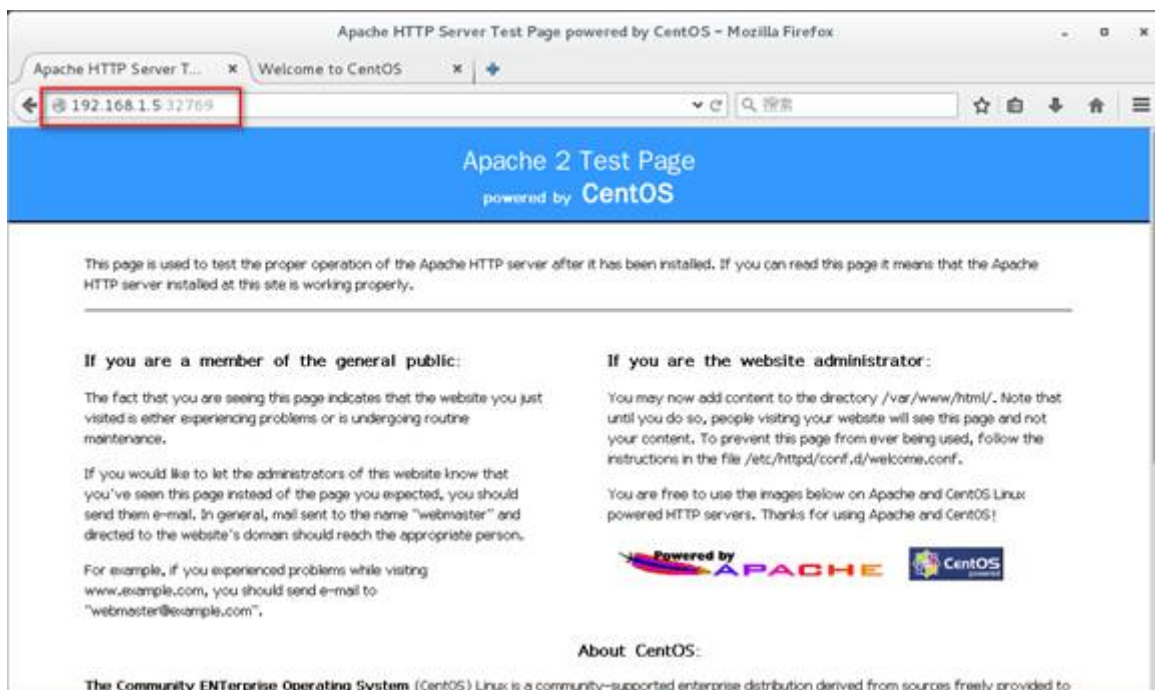 Apache HTTP Server Test Page powered by CentOS - Mozilla Firefox
Apache HTTP Server T...
Welcome to CentOS
192.168.1.5:32769
搜索
Apache 2 Test Page
powered by CentOS
This page is used to test the proper operation of the Apache HTTP server after it has been installed. If you can read this page it means that the Apache
HTTP server installed at this site is working properly.
If you are a member of the general public:
The fact that you are seeing this page indicates that the website you just
visited is either experiencing problems or is undergoing routine
maintenance.
If you would like to let the administrators of this website know that
you've seen this page instead of the page you expected, you should
send them e-mail. In general, mail sent to the name "webmaster" and
directed to the website's domain should reach the appropriate person.
For example, if you experienced problems while visiting
www.example.com, you should send e-mail to
"webmaster@example.com".
If you are the website administrator:
You may now add content to the directory /var/www/html/. Note that
until you do so, people visiting your website will see this page and not
your content. To prevent this page from ever being used, follow the
instructions in the file /etc/httpd/conf.d/welcome.conf.
You are free to use the images below on Apache and CentOS Linux
powered HTTP servers. Thanks for using Apache and CentOS!
Powered by
APACHE
CentOS
powered
About CentOS:
The Community ENTerprise Operating System (CentOS) Linux is a community-supported enterprise distribution derived from sources freely provided to